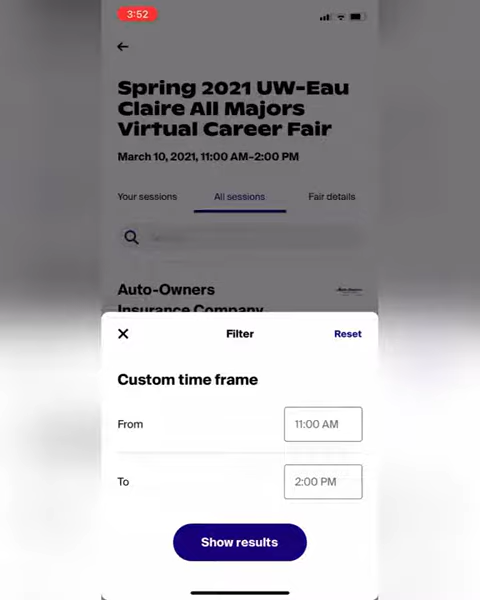 3:52
Spring 2021 UW-Eau
Claire All Majors
Virtual Career Fair
March 10, 2021, 11:00 AM–2:00 PM
Your sessions
All sessions
Fair details
Auto-Owners
Insurance Company
Filter
Reset
Custom time frame
From
11:00 AM
To
2:00 PM
Show results